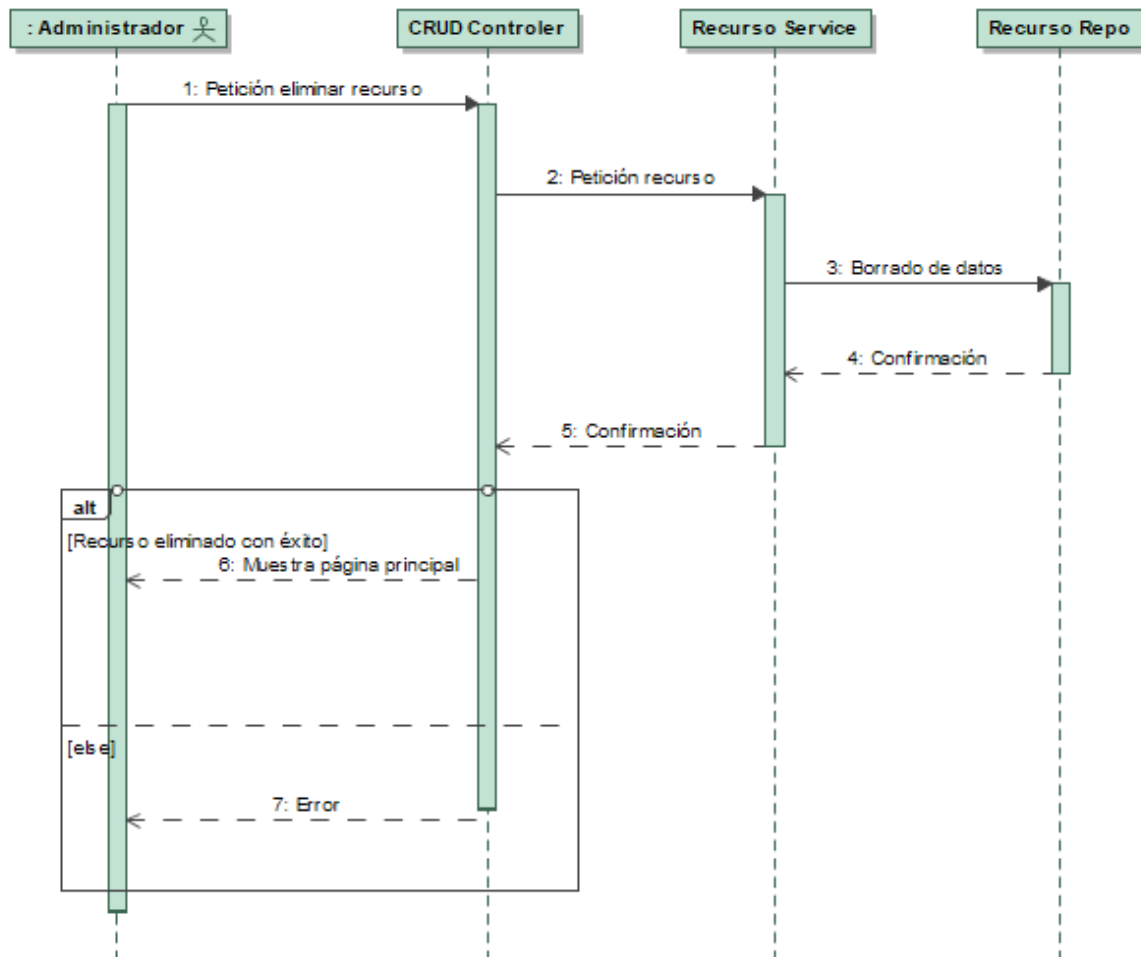 : Administrador
CRUD Controler
Recurso Service
Recurso Repo
1: Petición eliminar recurso
2: Petición recurso
3: Borrado de datos
4: Confirmación
5: Confirmación
alt
[Recurso eliminado con éxito]
6: Muestra página principal
[else]
7: Error